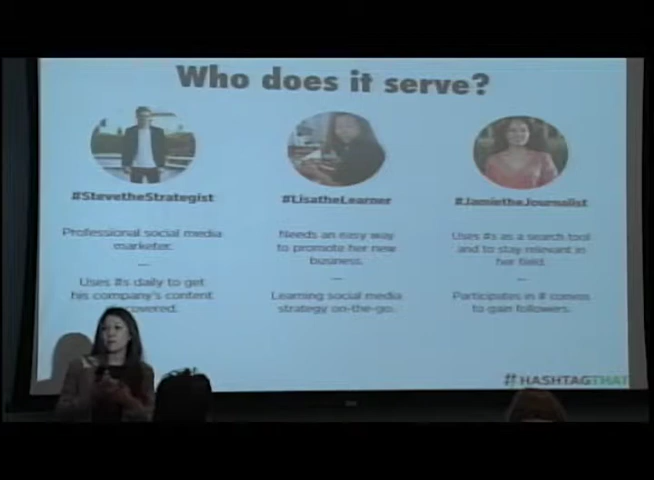 Who does it serve?
#StevetheStrategist
Professional social media
marketer.
Uses #s daily to get
his company's content
covered.
#LisatheLearner
Needs an easy way
to promote her new
business.
Learning social media
strategy on-the-go.
#JamietheJournalist
Uses #s as a search tool
and to stay relevant in
her field.
Participates in # convos
to gain followers.
#HASHTAGTHAT